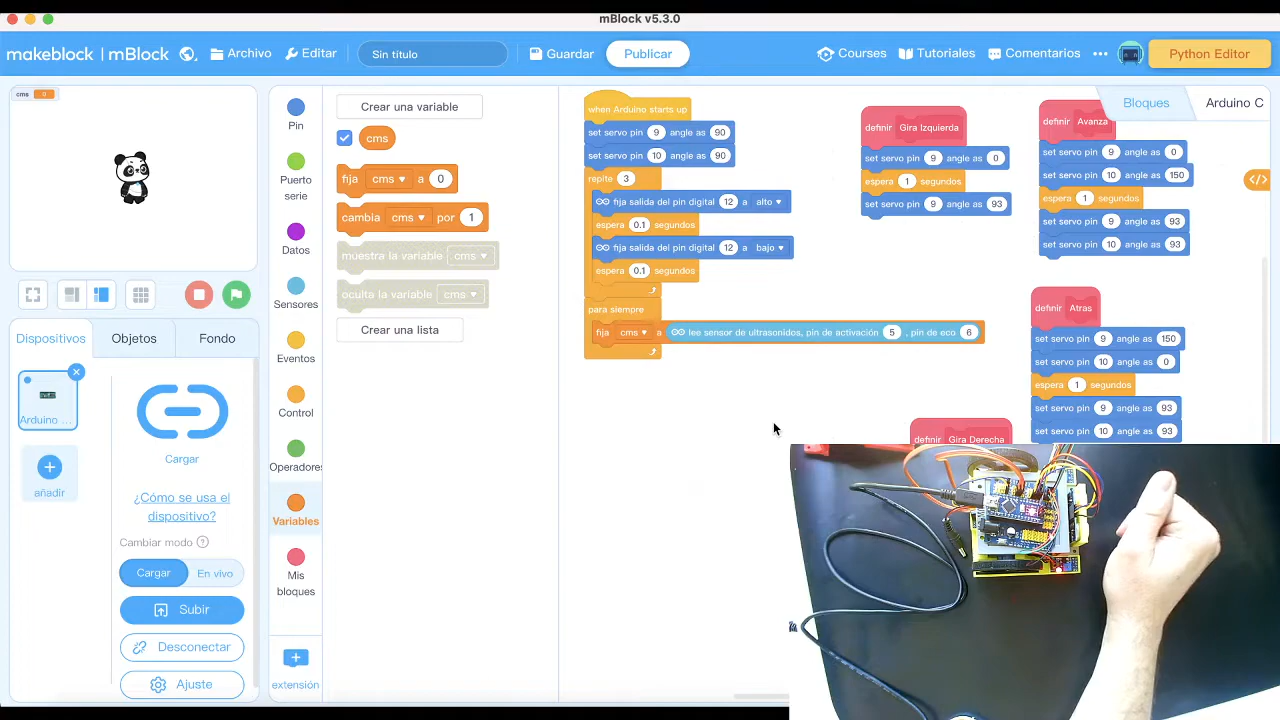 mBlock v5.3.0
makeblock | mBlock
Archivo
Editar
Sin título
Guardar
Publicar
Courses
Tutoriales
Comentarios
Python Editor
cms 0
Dispositivos
Objetos
Fondo
Arduino ...
añadir
Cargar
¿Cómo se usa el
dispositivo?
Cambiar modo
Cargar
En vivo
Subir
Desconectar
Ajuste
Pin
Puerto
serie
Datos
Sensores
Eventos
Control
Operadores
Variables
Mis
bloques
extensión
Crear una variable
cms
fija cms a 0
cambia cms por 1
muestra la variable cms
oculta la variable cms
Crear una lista
when Arduino starts up
set servo pin 9 angle as 90
set servo pin 10 angle as 90
repite 3
fija salida del pin digital 12 a alto
espera 0.1 segundos
fija salida del pin digital 12 a bajo
espera 0.1 segundos
para siempre
fija cms a lee sensor de ultrasonidos, pin de activación 5 , pin de eco 6
definir Gira Izquierda
set servo pin 9 angle as 0
espera 1 segundos
set servo pin 9 angle as 93
definir Avanza
set servo pin 9 angle as 0
set servo pin 10 angle as 150
espera 1 segundos
set servo pin 9 angle as 93
set servo pin 10 angle as 93
Bloques
Arduino C
definir Atras
set servo pin 9 angle as 150
set servo pin 10 angle as 0
espera 1 segundos
set servo pin 9 angle as 93
set servo pin 10 angle as 93
definir Gira Derecha